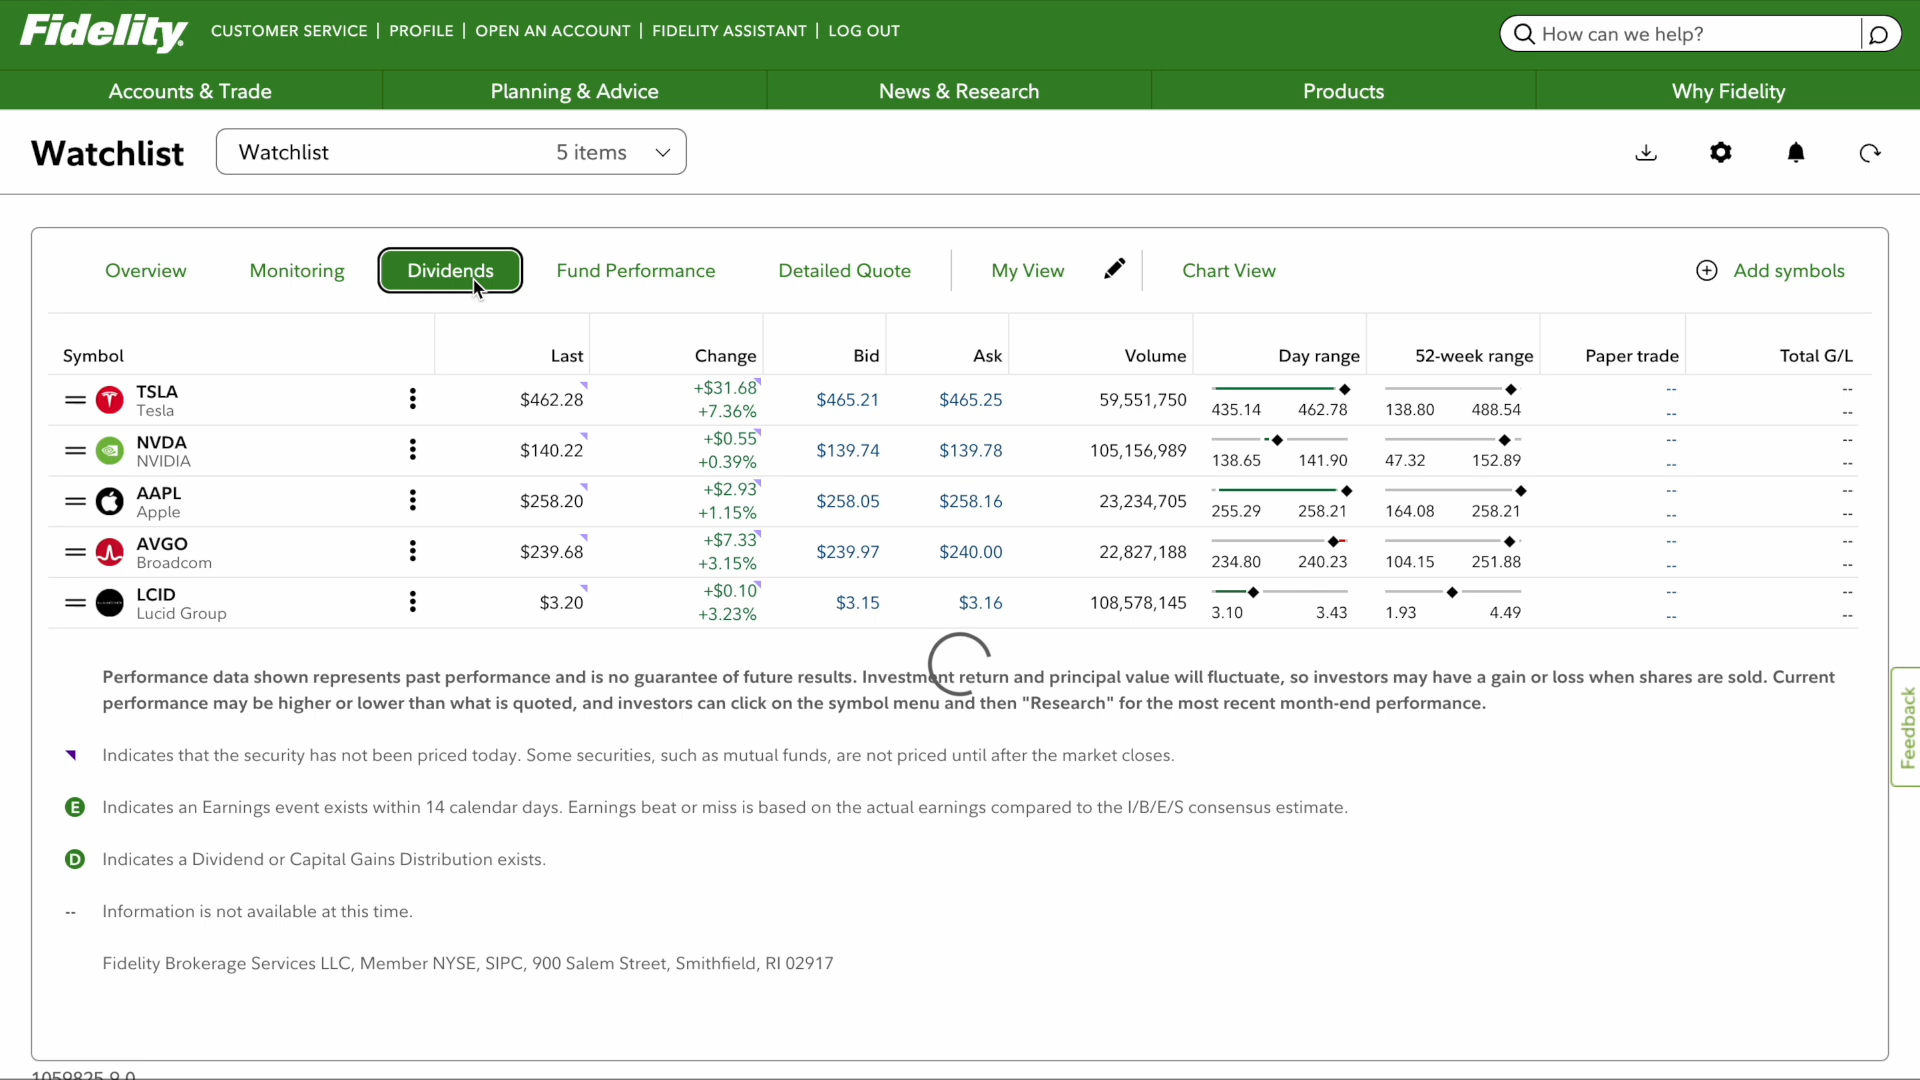 Fidelity
CUSTOMER SERVICE | PROFILE | OPEN AN ACCOUNT | FIDELITY ASSISTANT | LOG OUT
How can we help?
Accounts & Trade
Planning & Advice
News & Research
Products
Why Fidelity
Watchlist
Watchlist 5 items
Overview
Monitoring
Dividends
Fund Performance
Detailed Quote
My View
Chart View
Add symbols
Symbol Last Change Bid Ask Volume Day range 52-week range Paper trade Total G/L
TSLA
Tesla
$462.28
+$31.68
+7.36%
$465.21
$465.25
59,551,750
435.14 462.78
138.80 488.54
-- --
-- --
NVDA
NVIDIA
$140.22
+$0.55
+0.39%
$139.74
$139.78
105,156,989
138.65 141.90
47.32 152.89
-- --
-- --
AAPL
Apple
$258.20
+$2.93
+1.15%
$258.05
$258.16
23,234,705
255.29 258.21
164.08 258.21
-- --
-- --
AVGO
Broadcom
$239.68
+$7.33
+3.15%
$239.97
$240.00
22,827,188
234.80 240.23
104.15 251.88
-- --
-- --
LCID
Lucid Group
$3.20
+$0.10
+3.23%
$3.15
$3.16
108,578,145
3.10 3.43
1.93 4.49
-- --
-- --
Performance data shown represents past performance and is no guarantee of future results. Investment return and principal value will fluctuate, so investors may have a gain or loss when shares are sold. Current
performance may be higher or lower than what is quoted, and investors can click on the symbol menu and then "Research" for the most recent month-end performance.
Indicates that the security has not been priced today. Some securities, such as mutual funds, are not priced until after the market closes.
E Indicates an Earnings event exists within 14 calendar days. Earnings beat or miss is based on the actual earnings compared to the I/B/E/S consensus estimate.
D Indicates a Dividend or Capital Gains Distribution exists.
-- Information is not available at this time.
Fidelity Brokerage Services LLC, Member NYSE, SIPC, 900 Salem Street, Smithfield, RI 02917
Feedback
1059825.9.0